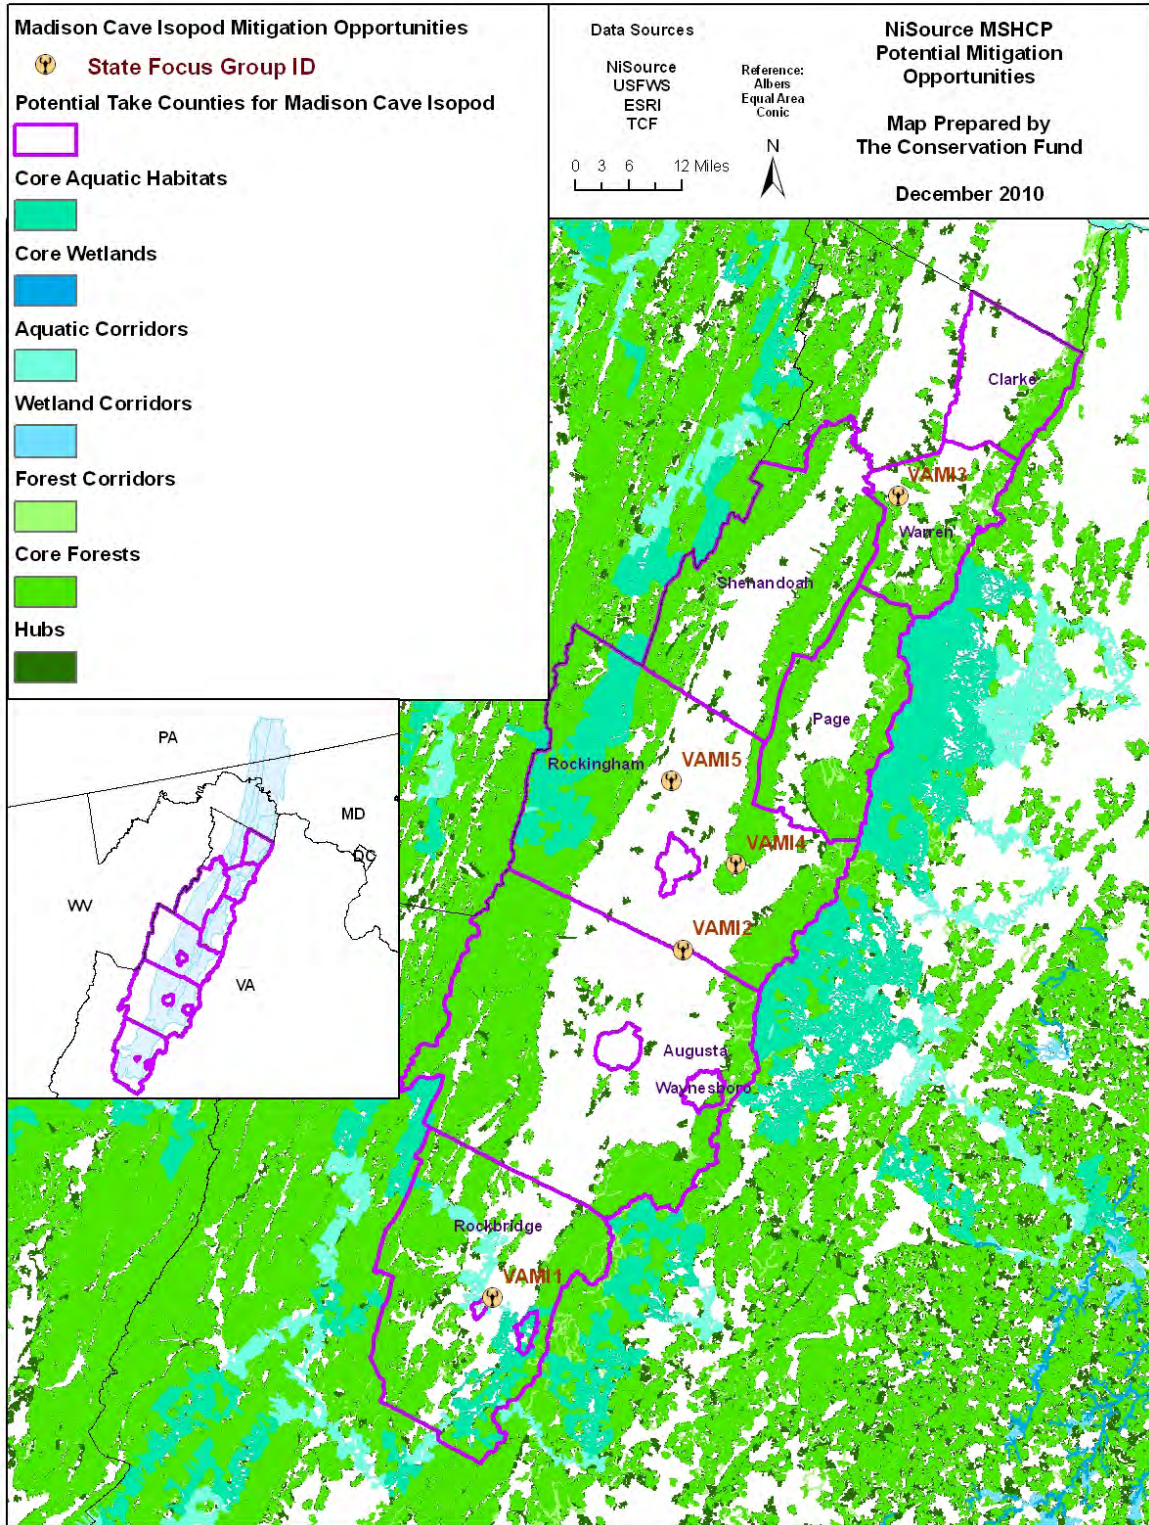 Madison Cave Isopod Mitigation Opportunities
State Focus Group ID
Potential Take Counties for Madison Cave Isopod
Core Aquatic Habitats
Core Wetlands
Aquatic Corridors
Wetland Corridors
Forest Corridors
Core Forests
Hubs
Data Sources
NiSource
USFWS
ESRI
TCF
Reference:
Albers
Equal Area
Conic
N
0 3 6 12 Miles
NiSource MSHCP
Potential Mitigation
Opportunities
Map Prepared by
The Conservation Fund
December 2010
Clarke
VAMI3
Warren
Shenandoah
Page
Rockingham
VAMI5
VAMI4
VAMI2
Augusta
Waynesboro
Rockbridge
VAMI1
PA
MD
DC
WV
VA